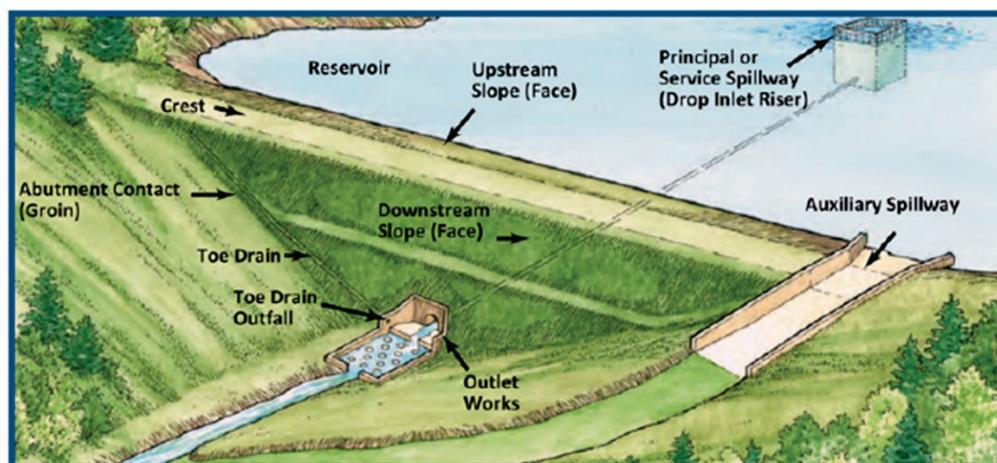 Reservoir
Upstream
Slope (Face)
Principal or
Service Spillway
(Drop Inlet Riser)
Crest
Abutment Contact
(Groin)
Downstream
Slope (Face)
Auxiliary Spillway
Toe Drain
Toe Drain
Outfall
Outlet
Works